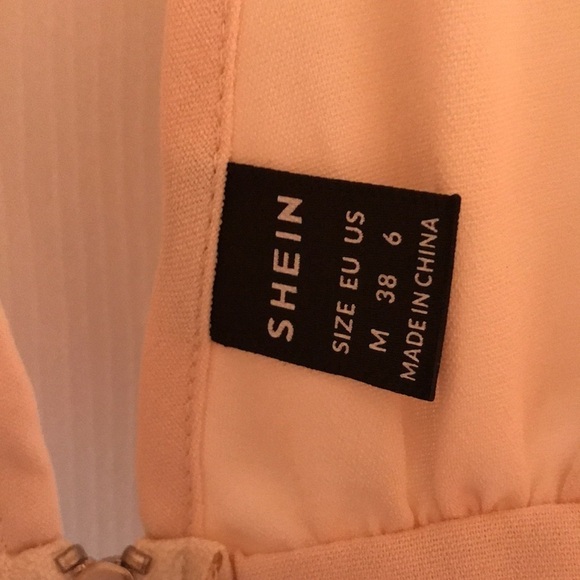 SHEIN
SIZE EU US
M 38 6
MADE IN CHINA